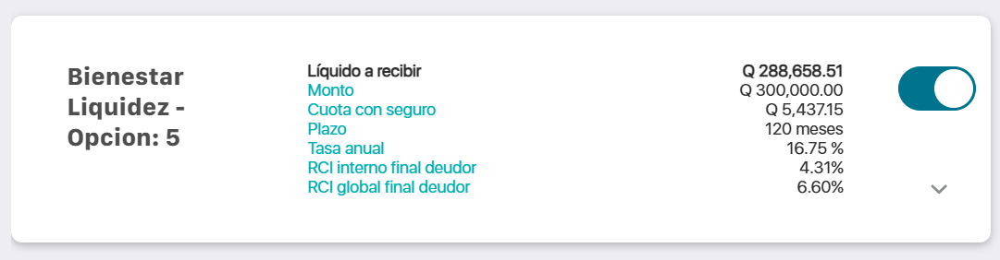 Bienestar
Liquidez -
Opcion: 5
Líquido a recibir Q 288,658.51
Monto Q 300,000.00
Cuota con seguro Q 5,437.15
Plazo 120 meses
Tasa anual 16.75 %
RCI interno final deudor 4.31%
RCI global final deudor 6.60%